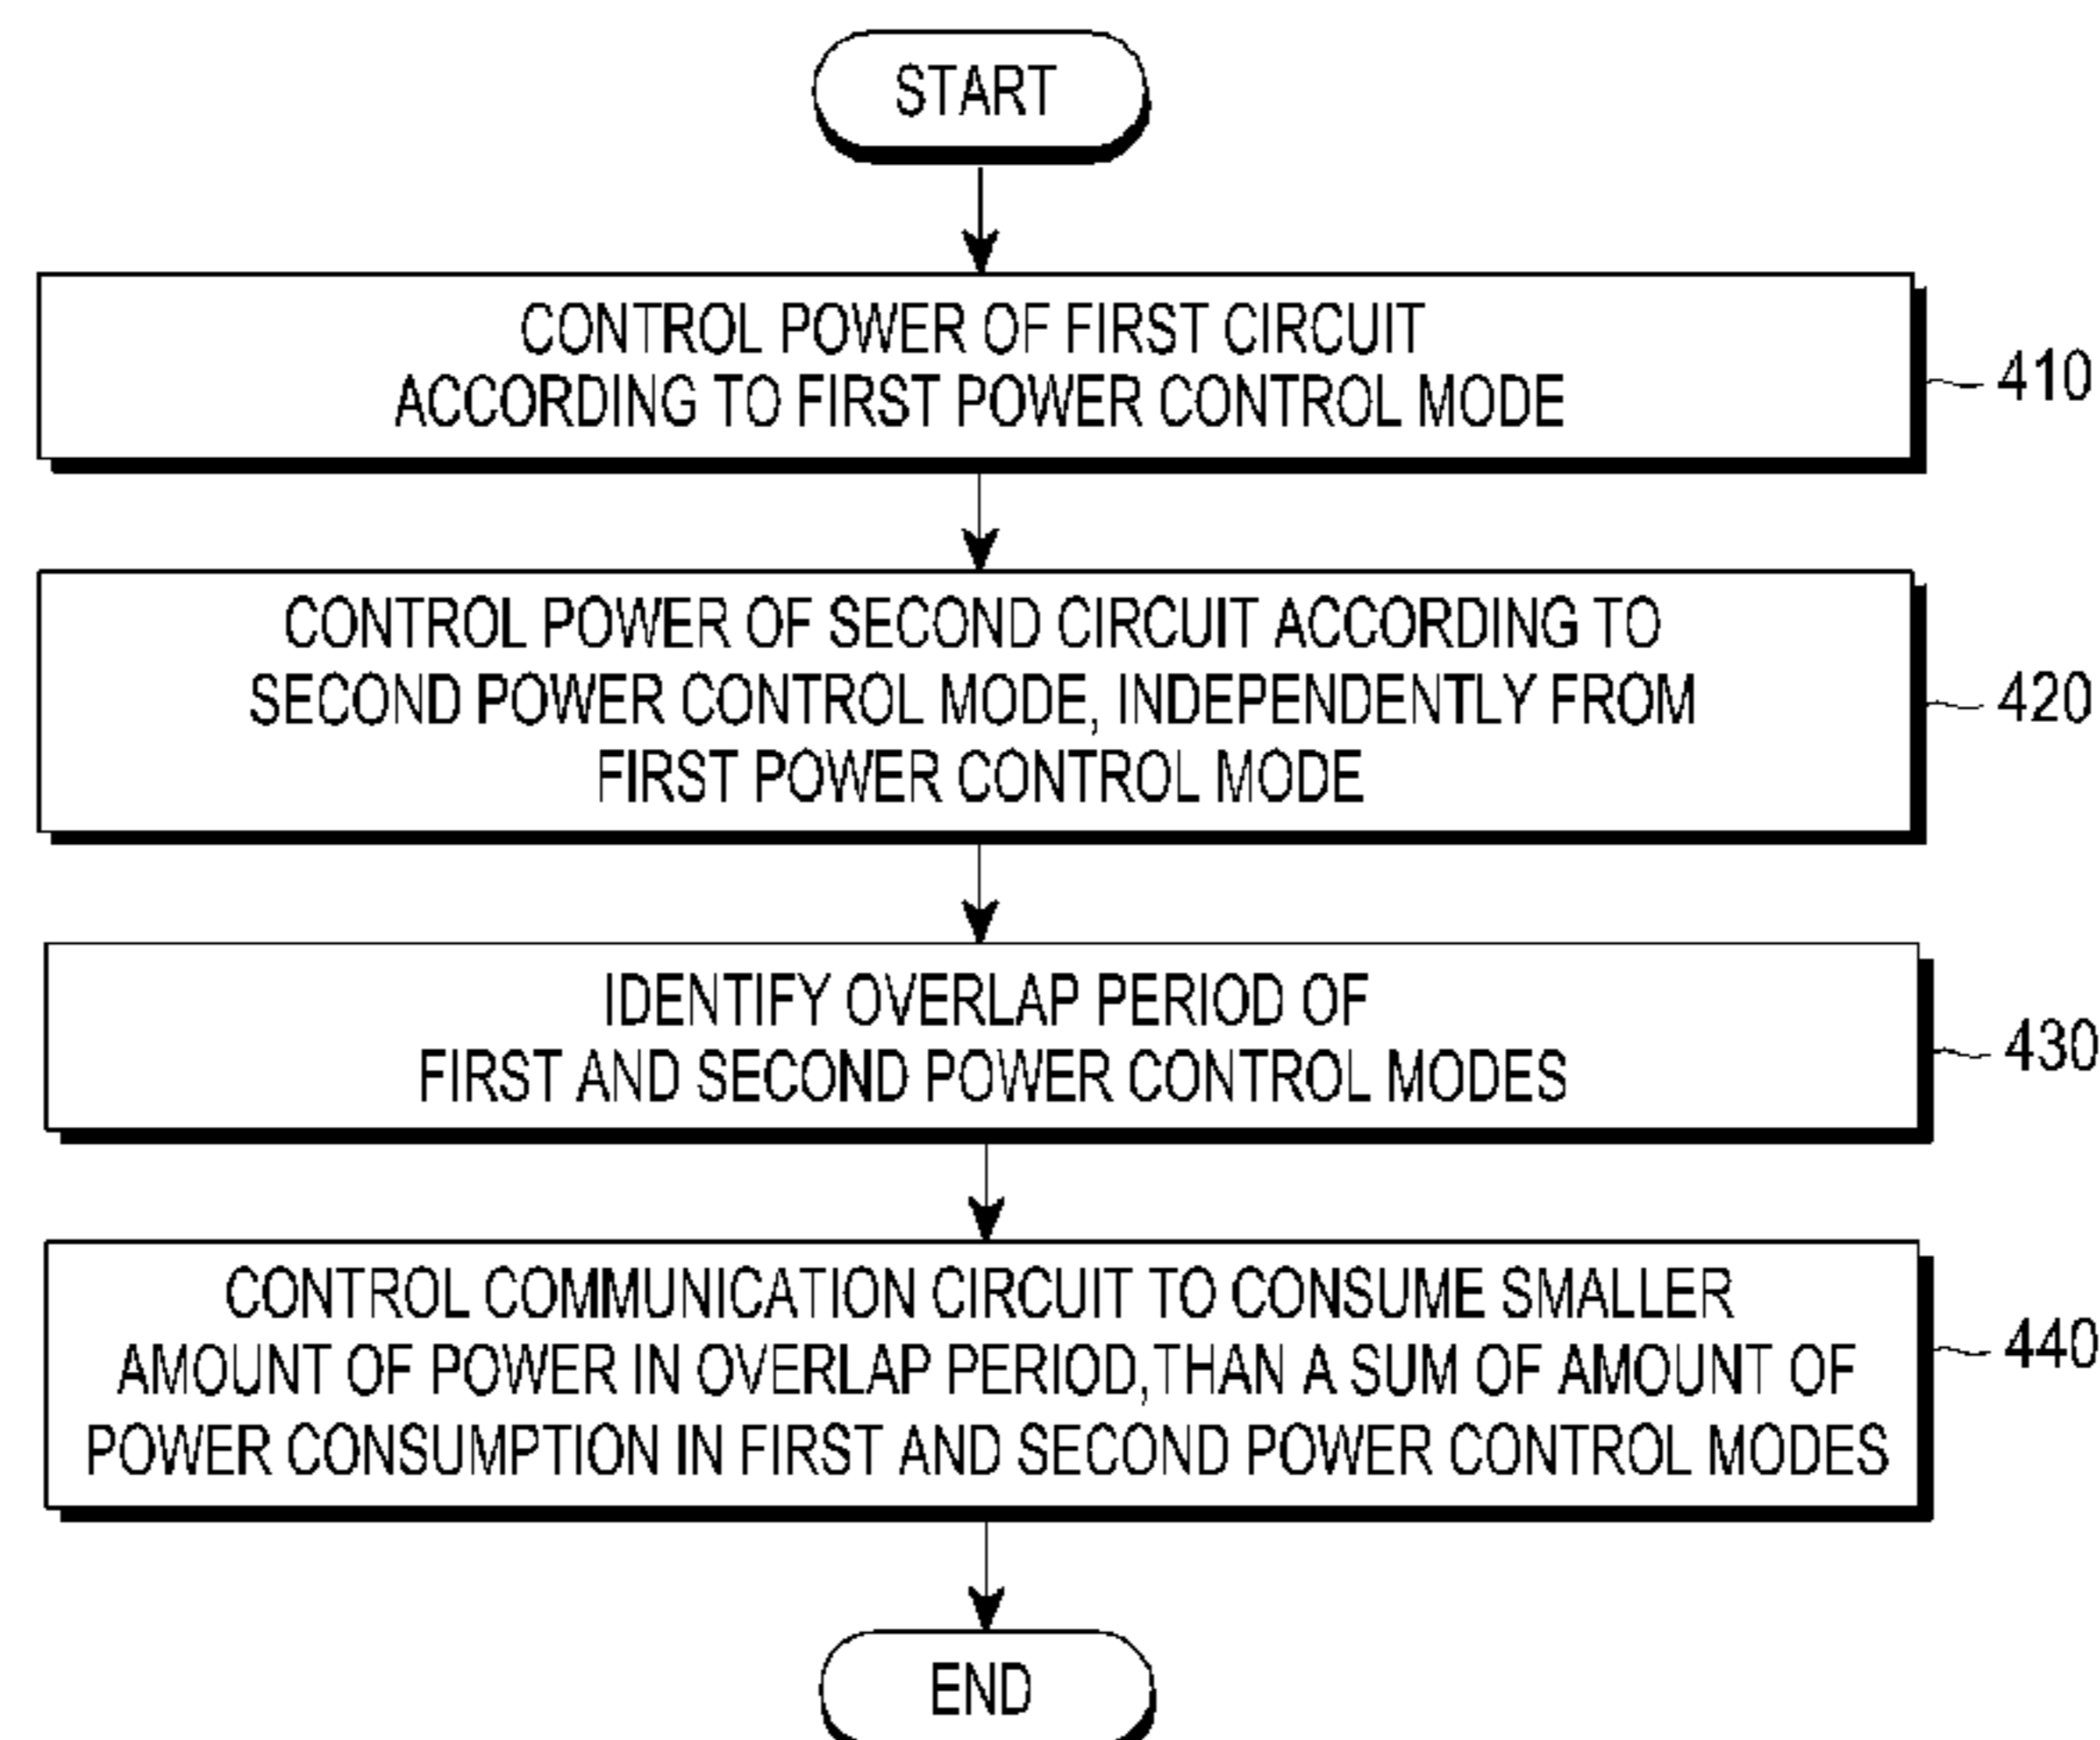 START
CONTROL POWER OF FIRST CIRCUIT
ACCORDING TO FIRST POWER CONTROL MODE
410
CONTROL POWER OF SECOND CIRCUIT ACCORDING TO
SECOND POWER CONTROL MODE, INDEPENDENTLY FROM
FIRST POWER CONTROL MODE
420
IDENTIFY OVERLAP PERIOD OF
FIRST AND SECOND POWER CONTROL MODES
430
CONTROL COMMUNICATION CIRCUIT TO CONSUME SMALLER
AMOUNT OF POWER IN OVERLAP PERIOD,THAN A SUM OF AMOUNT OF
POWER CONSUMPTION IN FIRST AND SECOND POWER CONTROL MODES
440
END